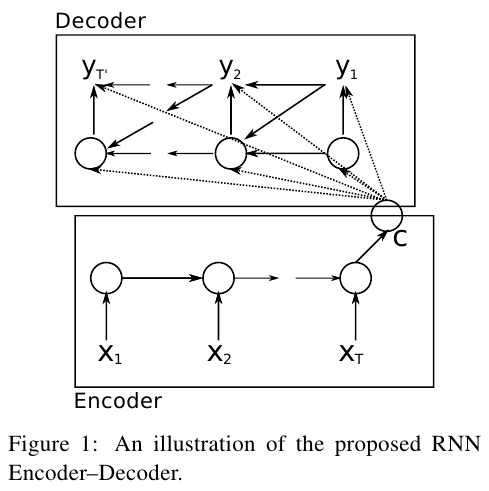 Decoder
y_T' y_2 y_1
c
x_1 x_2 x_T
Encoder
Figure 1: An illustration of the proposed RNN
Encoder–Decoder.